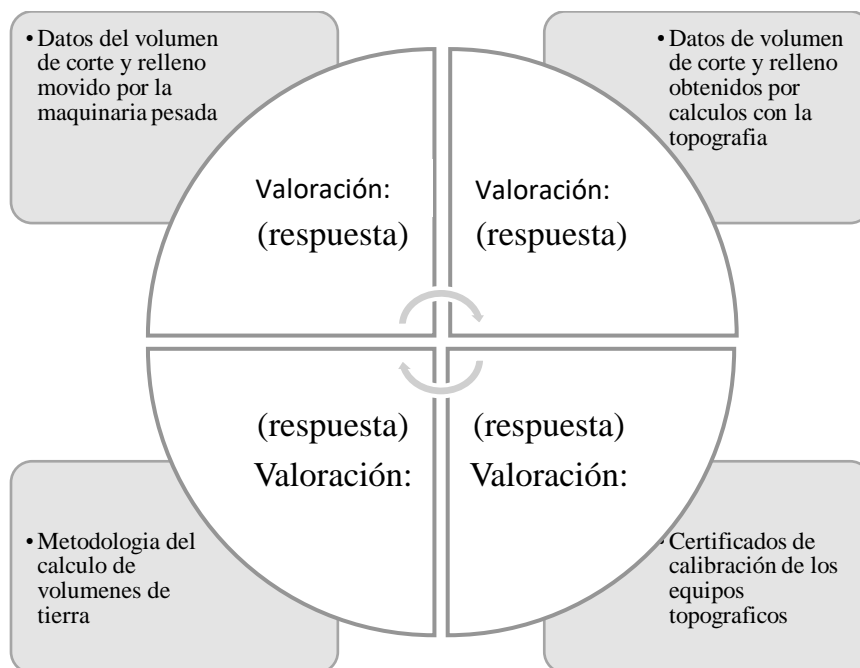 • Datos del volumen
de corte y relleno
movido por la
maquinaria pesada
• Datos de volumen
de corte y relleno
obtenidos por
calculos con la
topografia
Valoración:
(respuesta)
Valoración:
(respuesta)
(respuesta)
Valoración:
(respuesta)
Valoración:
• Metodologia del
calculo de
volumenes de
tierra
• Certificados de
calibración de los
equipos
topograficos